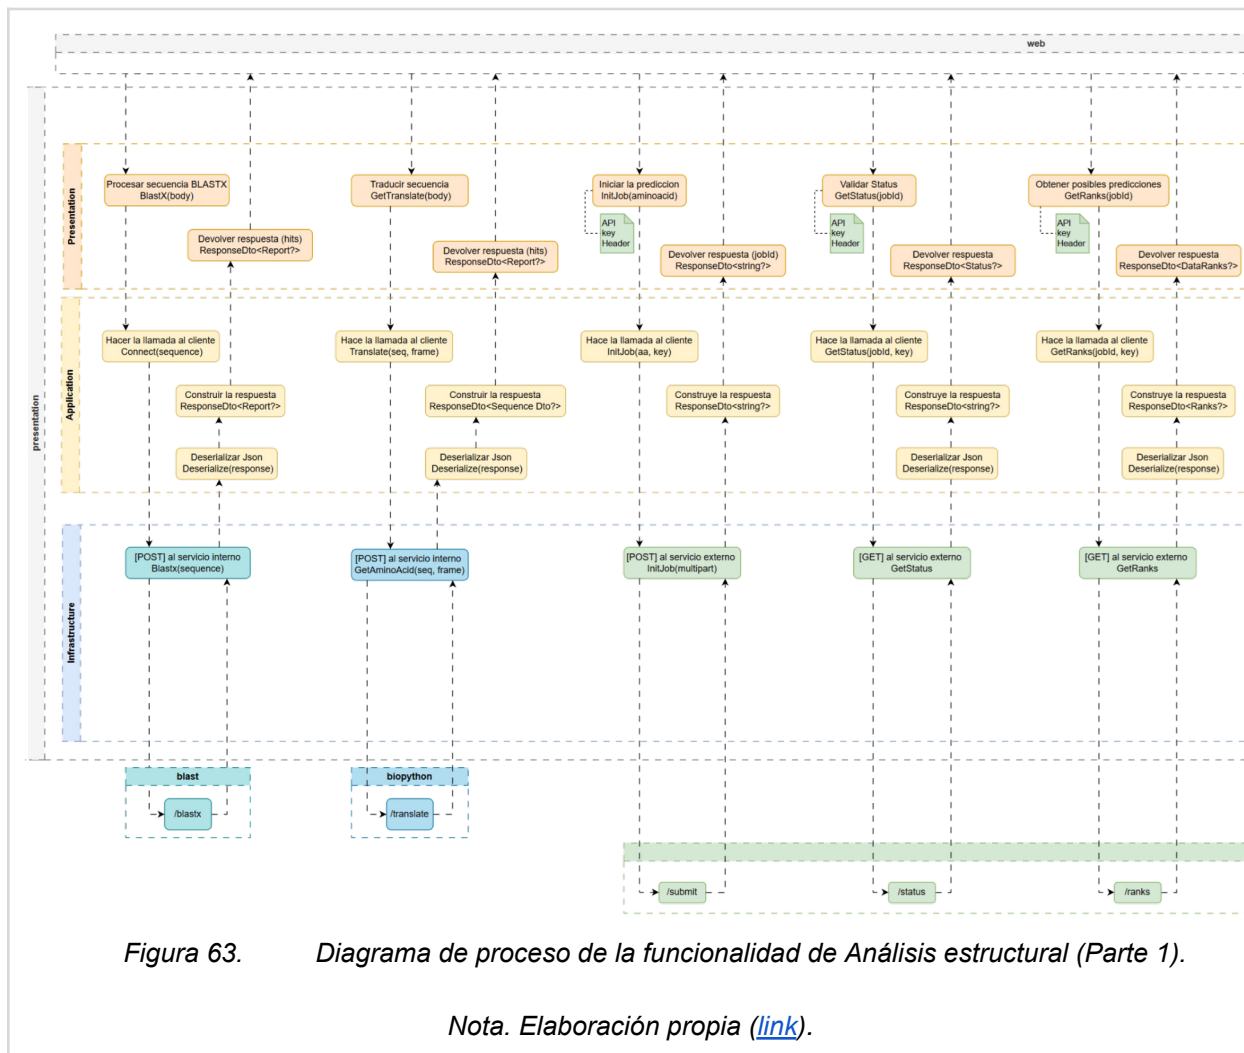 web
presentation
Presentation
Procesar secuencia BLASTX
BlastX(body)
Traducir secuencia
GetTranslate(body)
Iniciar la prediccion
InitJob(aminoacid)
Validar Status
GetStatus(jobId)
Obtener posibles predicciones
GetRanks(jobId)
API
key
Header
API
key
Header
API
key
Header
Devolver respuesta (hits)
ResponseDto<Report?>
Devolver respuesta (hits)
ResponseDto<Report?>
Devolver respuesta (jobId)
ResponseDto<string?>
Devolver respuesta
ResponseDto<Status?>
Devolver respuesta
ResponseDto<DataRanks?>
Application
Hacer la llamada al cliente
Connect(sequence)
Hace la llamada al cliente
Translate(seq, frame)
Hace la llamada al cliente
InitJob(aa, key)
Hace la llamada al cliente
GetStatus(jobId, key)
Hace la llamada al cliente
GetRanks(jobId, key)
Construir la respuesta
ResponseDto<Report?>
Construir la respuesta
ResponseDto<Sequence Dto?>
Construye la respuesta
ResponseDto<string?>
Construye la respuesta
ResponseDto<string?>
Construye la respuesta
ResponseDto<Ranks?>
Deserializar Json
Deserialize(response)
Deserializar Json
Deserialize(response)
Deserializar Json
Deserialize(response)
Deserializar Json
Deserialize(response)
Infrastructure
[POST] al servicio interno
Blastx(sequence)
[POST] al servicio interno
GetAminoAcid(seq, frame)
[POST] al servicio externo
InitJob(multipart)
[GET] al servicio externo
GetStatus
[GET] al servicio externo
GetRanks
blast
/blastx
biopython
/translate
/submit
/status
/ranks
Figura 63. Diagrama de proceso de la funcionalidad de Análisis estructural (Parte 1).
Nota. Elaboración propia (link).